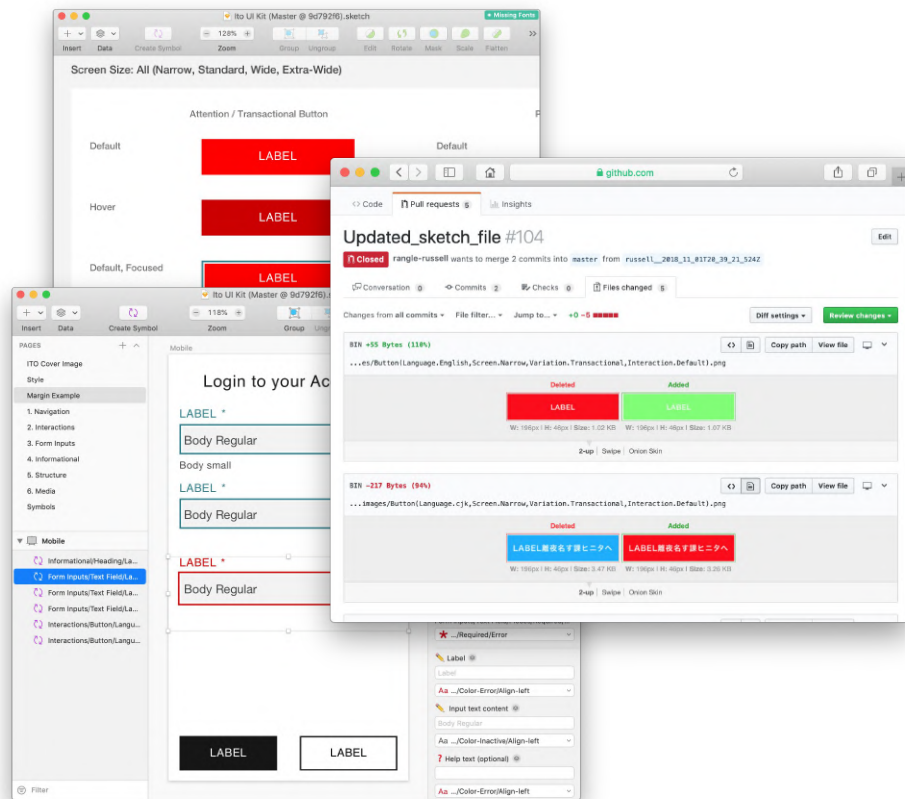 Ito UI Kit (Master @ 9d792f6).sketch
Missing Fonts
128%
Insert Data Create Symbol Zoom Group Ungroup Edit Rotate Mask Scale Flatten
Screen Size: All (Narrow, Standard, Wide, Extra-Wide)
Attention / Transactional Button
Default
LABEL
Default
Hover
LABEL
Default, Focused
LABEL
github.com
Code Pull requests 5 Insights
Updated_sketch_file #104
Edit
Closed rangle-russell wants to merge 2 commits into master from russell__2018_11_01T20_39_21_524Z
Conversation 0 Commits 2 Checks 0 Files changed 5
Changes from all commits File filter... Jump to... +0 −5
Diff settings Review changes
BIN +55 Bytes (110%)
Copy path View file
...es/Button(Language.English,Screen.Narrow,Variation.Transactional,Interaction.Default).png
Deleted Added
LABEL LABEL
W: 196px | H: 46px | Size: 1.02 KB W: 196px | H: 46px | Size: 1.07 KB
2-up Swipe Onion Skin
BIN −217 Bytes (94%)
Copy path View file
...images/Button(Language.cjk,Screen.Narrow,Variation.Transactional,Interaction.Default).png
Deleted Added
W: 196px | H: 46px | Size: 3.47 KB W: 196px | H: 46px | Size: 3.26 KB
2-up Swipe Onion Skin
Ito UI Kit (Master @ 9d792f6).
118%
Insert Data Create Symbol Zoom Group
PAGES
ITO Cover Image
Style
Margin Example
1. Navigation
2. Interactions
3. Form Inputs
4. Informational
5. Structure
6. Media
Symbols
Mobile
Informational/Heading/La...
Form Inputs/Text Field/La...
Form Inputs/Text Field/La...
Form Inputs/Text Field/La...
Interactions/Button/Langu...
Interactions/Button/Langu...
Filter
Mobile
Login to your Ac
LABEL *
Body Regular
Body small
LABEL *
Body Regular
LABEL *
Body Regular
LABEL LABEL
.../Required/Error
Label
Label
Aa .../Color-Error/Align-left
Input text content
Body Regular
Aa .../Color-Inactive/Align-left
? Help text (optional)
Aa .../Color-Error/Align-left